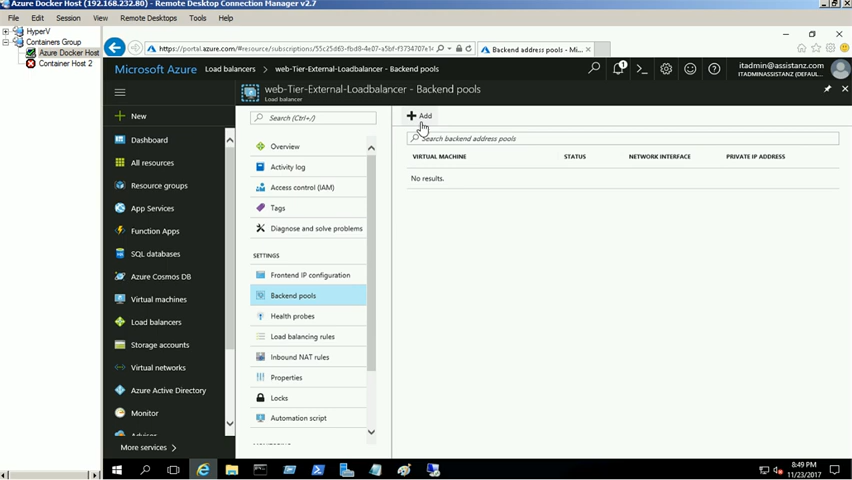 Azure Docker Host (192.168.232.80) - Remote Desktop Connection Manager v2.7
File Edit Session View Remote Desktops Tools Help
HyperV
Containers Group
Azure Docker Host
Container Host 2
Backend address pools - Mi...
Microsoft Azure Load balancers > web-Tier-External-Loadbalancer - Backend pools
1
itadmin@assistanz.com
ITADMINASSISTANZ (DEFAUL...
web-Tier-External-Loadbalancer - Backend pools
Load balancer
New
Dashboard
All resources
Resource groups
App Services
Function Apps
SQL databases
Azure Cosmos DB
Virtual machines
Load balancers
Storage accounts
Virtual networks
Azure Active Directory
Monitor
More services >
Search (Ctrl+/)
Overview
Activity log
Access control (IAM)
Tags
Diagnose and solve problems
SETTINGS
Frontend IP configuration
Backend pools
Health probes
Load balancing rules
Inbound NAT rules
Properties
Locks
Automation script
Add
Search backend address pools
VIRTUAL MACHINE STATUS NETWORK INTERFACE PRIVATE IP ADDRESS
No results.
8:49 PM
11/23/2017